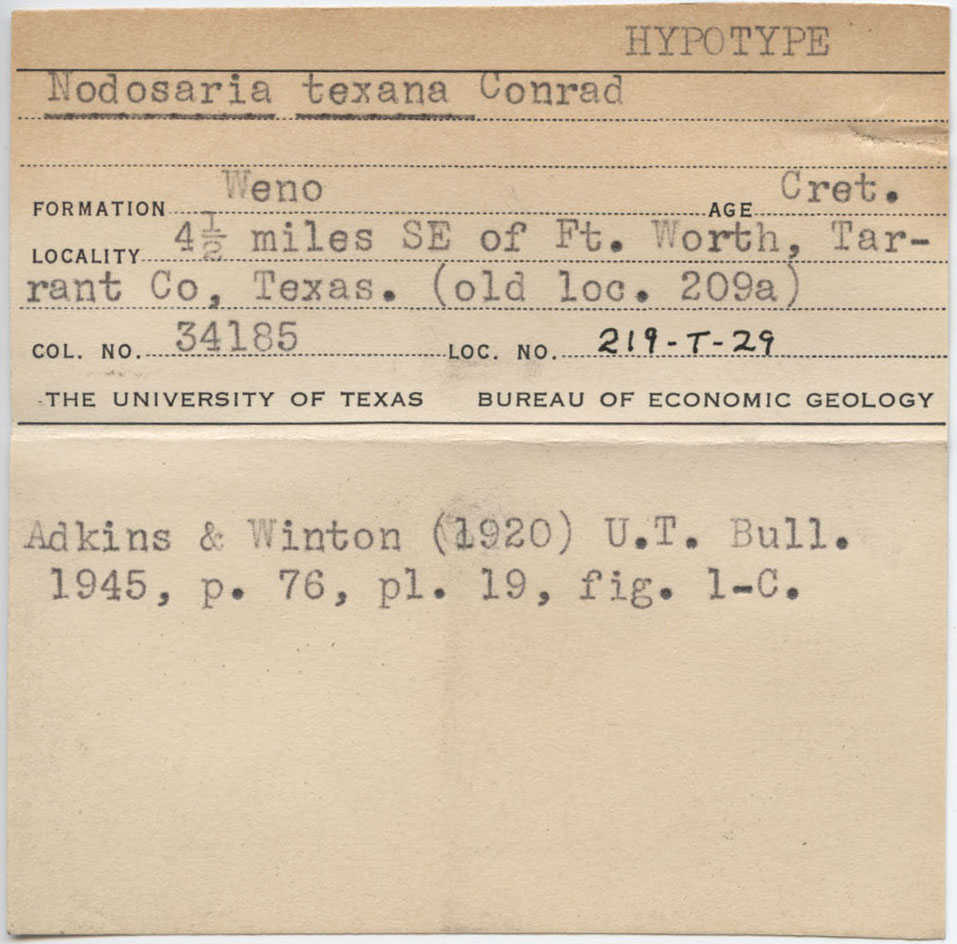 HYPOTYPE
Nodosaria texana Conrad
FORMATION Weno AGE Cret.
LOCALITY 4½ miles SE of Ft. Worth, Tar-
rant Co, Texas. (old loc. 209a)
COL. NO. 34185 LOC. NO. 219-T-29
THE UNIVERSITY OF TEXAS BUREAU OF ECONOMIC GEOLOGY
Adkins & Winton (1920) U.T. Bull.
1945, p. 76, pl. 19, fig. 1-C.